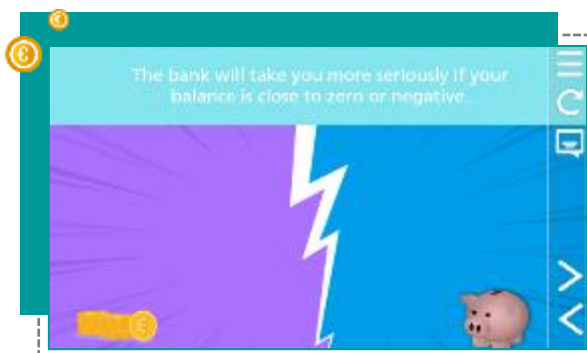 The bank will take you more seriously if your
balance is close to zero or negative.